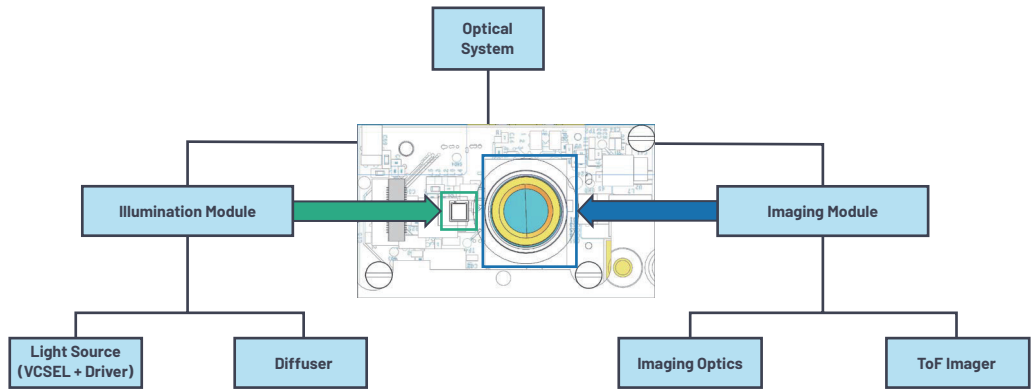 Optical
System
Illumination Module
Imaging Module
Light Source
(VCSEL + Driver)
Diffuser
Imaging Optics
ToF Imager